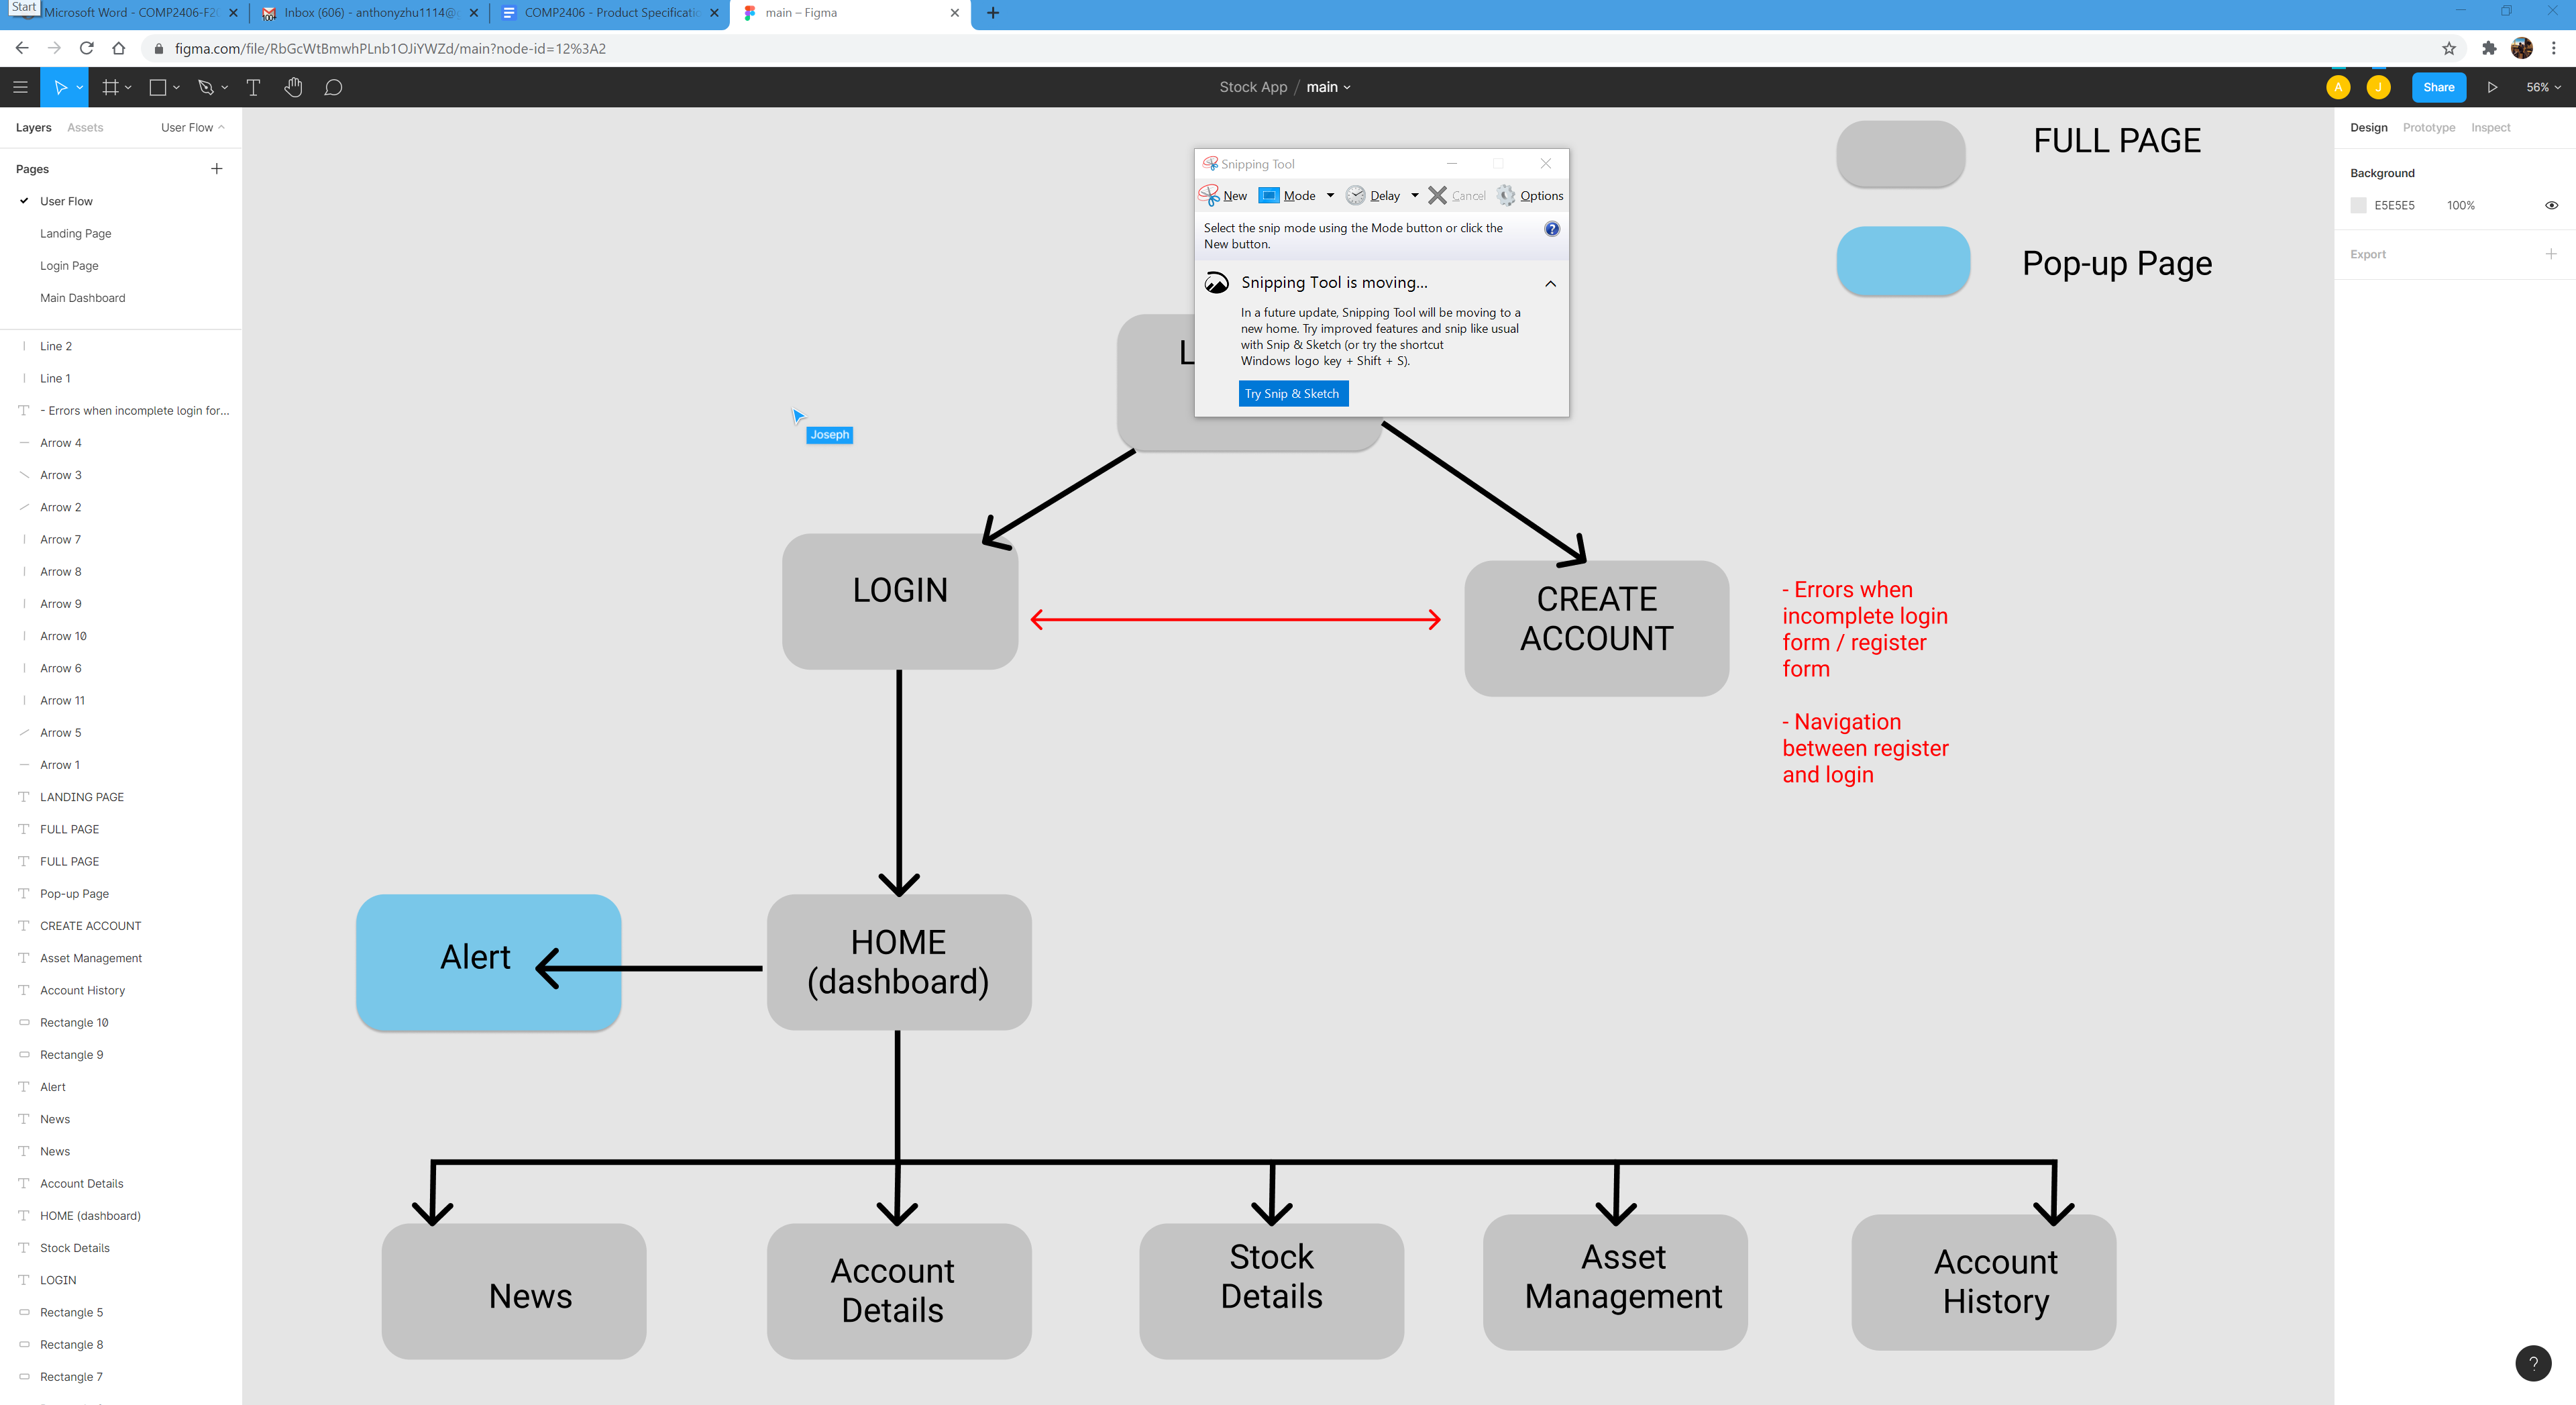 Start
Microsoft Word - COMP2406-F20
Inbox (606) - anthonyzhu1114@g
COMP2406 - Product Specificatio
main – Figma
figma.com/file/RbGcWtBmwhPLnb1OJiYWZd/main?node-id=12%3A2
Stock App / main
A
J
Share
56%
Layers
Assets
User Flow
Pages
User Flow
Landing Page
Login Page
Main Dashboard
Line 2
Line 1
- Errors when incomplete login for...
Arrow 4
Arrow 3
Arrow 2
Arrow 7
Arrow 8
Arrow 9
Arrow 10
Arrow 6
Arrow 11
Arrow 5
Arrow 1
LANDING PAGE
FULL PAGE
FULL PAGE
Pop-up Page
CREATE ACCOUNT
Asset Management
Account History
Rectangle 10
Rectangle 9
Alert
News
News
Account Details
HOME (dashboard)
Stock Details
LOGIN
Rectangle 5
Rectangle 8
Rectangle 7
FULL PAGE
Pop-up Page
Snipping Tool
New
Mode
Delay
Cancel
Options
Select the snip mode using the Mode button or click the
New button.
Snipping Tool is moving...
In a future update, Snipping Tool will be moving to a
new home. Try improved features and snip like usual
with Snip & Sketch (or try the shortcut
Windows logo key + Shift + S).
Try Snip & Sketch
L
Joseph
LOGIN
CREATE
ACCOUNT
- Errors when
incomplete login
form / register
form
- Navigation
between register
and login
Alert
HOME
(dashboard)
News
Account
Details
Stock
Details
Asset
Management
Account
History
Design
Prototype
Inspect
Background
E5E5E5
100%
Export
?